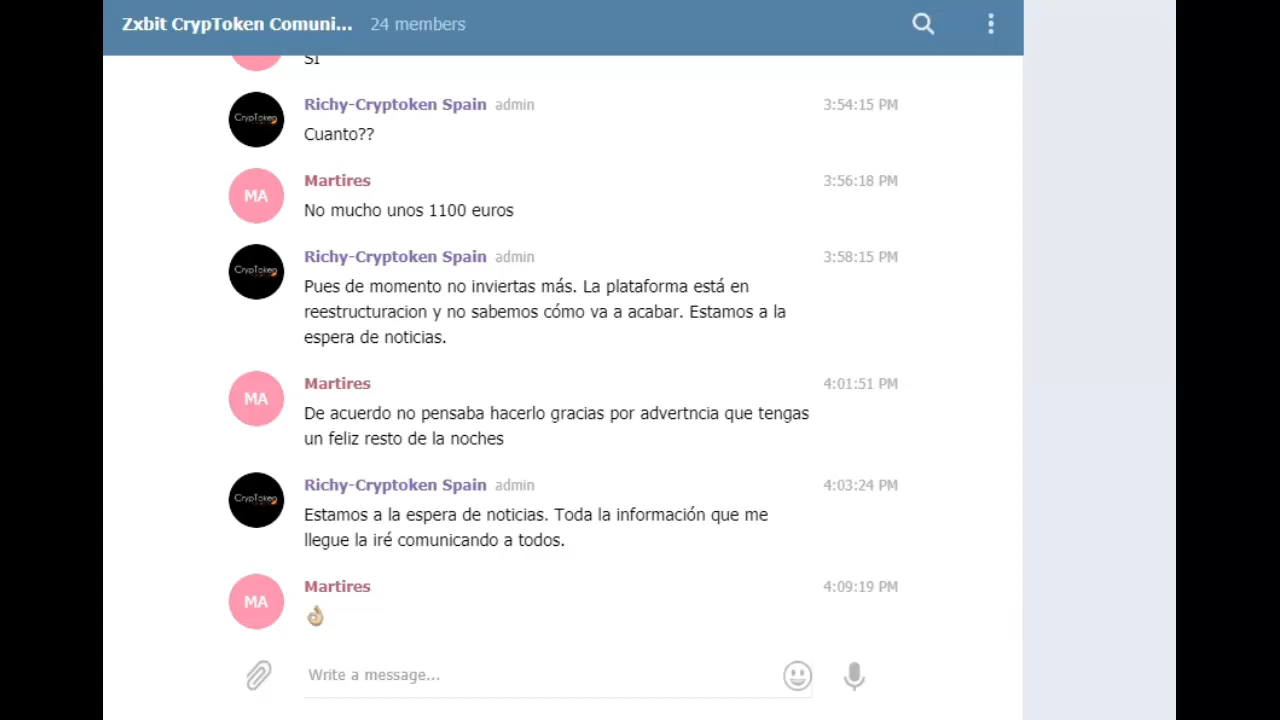 Zxbit CrypToken Comuni... 24 members
SI
Richy-Cryptoken Spain admin 3:54:15 PM
CrypToken
Cuanto??
Martires 3:56:18 PM
MA
No mucho unos 1100 euros
Richy-Cryptoken Spain admin 3:58:15 PM
CrypToken
Pues de momento no inviertas más. La plataforma está en
reestructuracion y no sabemos cómo va a acabar. Estamos a la
espera de noticias.
Martires 4:01:51 PM
MA
De acuerdo no pensaba hacerlo gracias por advertncia que tengas
un feliz resto de la noches
Richy-Cryptoken Spain admin 4:03:24 PM
CrypToken
Estamos a la espera de noticias. Toda la información que me
llegue la iré comunicando a todos.
Martires 4:09:19 PM
MA
👌🏼
Write a message...